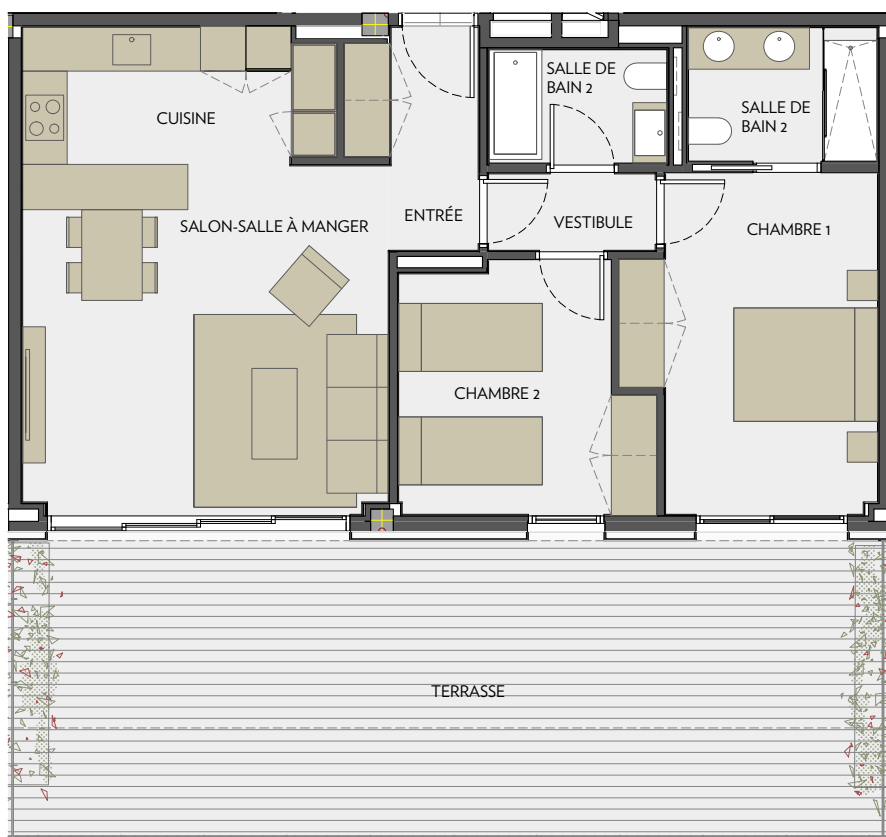 SALLE DE
BAIN 2
SALLE DE
BAIN 2
CUISINE
SALON-SALLE À MANGER
ENTRÉE
VESTIBULE
CHAMBRE 1
CHAMBRE 2
TERRASSE